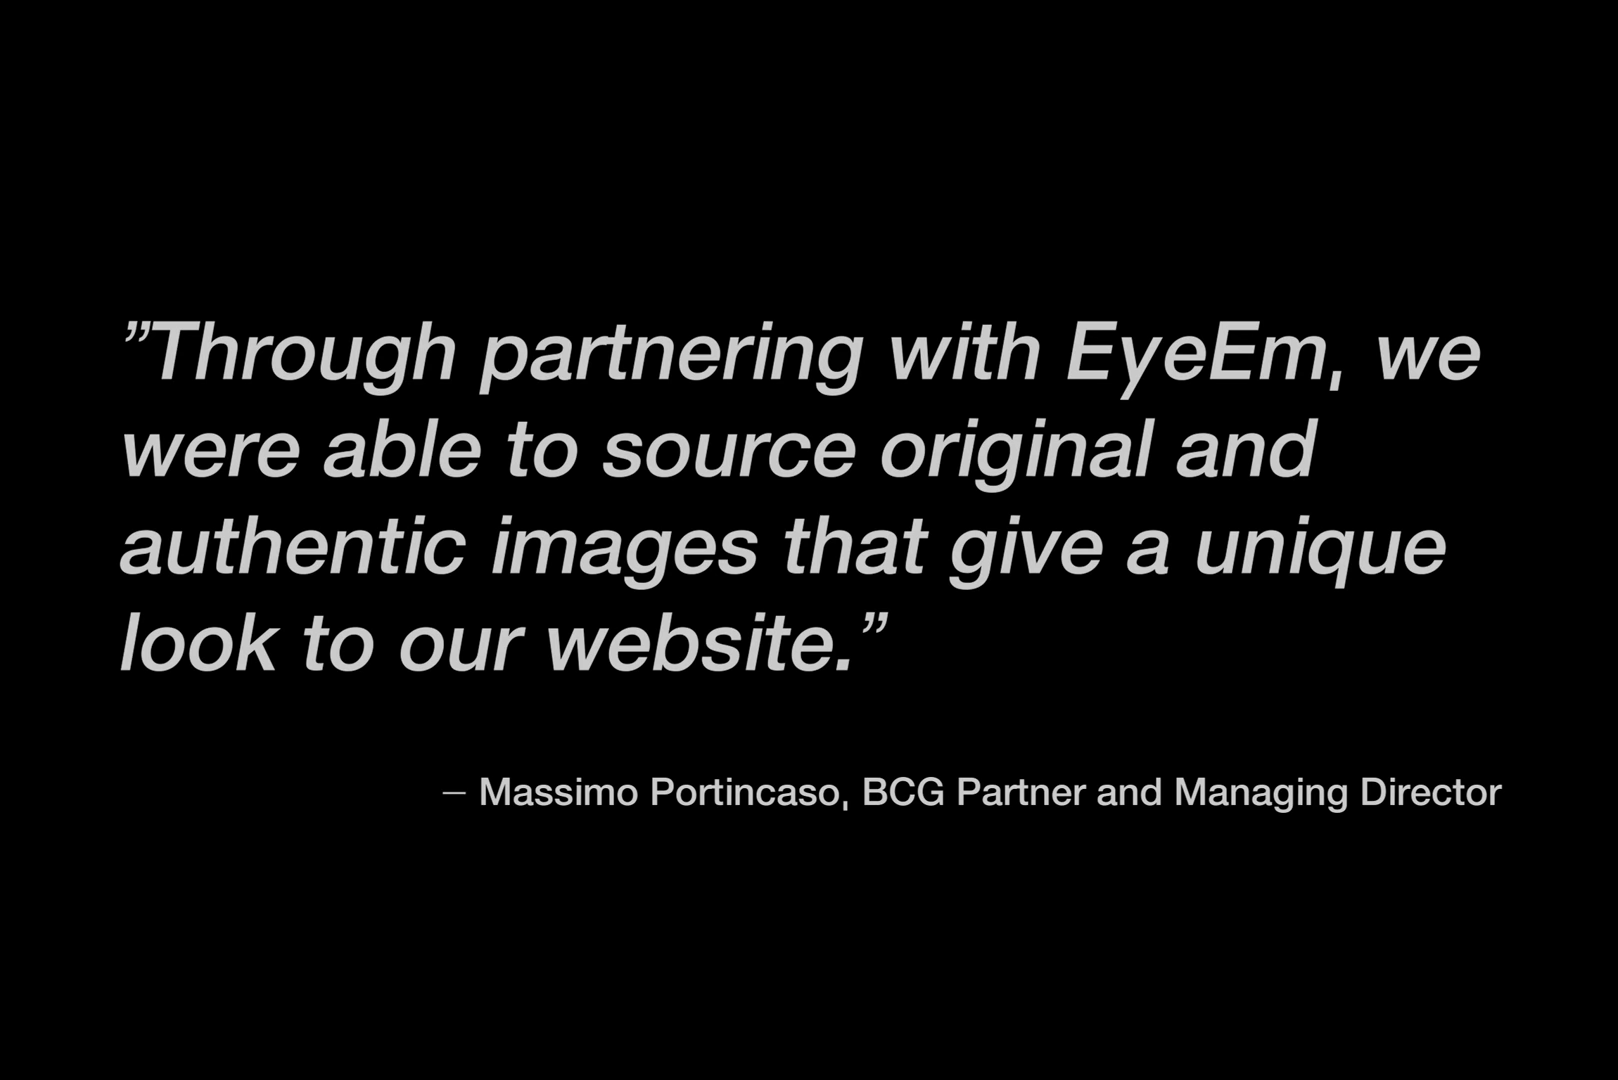 ”Through partnering with EyeEm, we
were able to source original and
authentic images that give a unique
look to our website.”
– Massimo Portincaso, BCG Partner and Managing Director